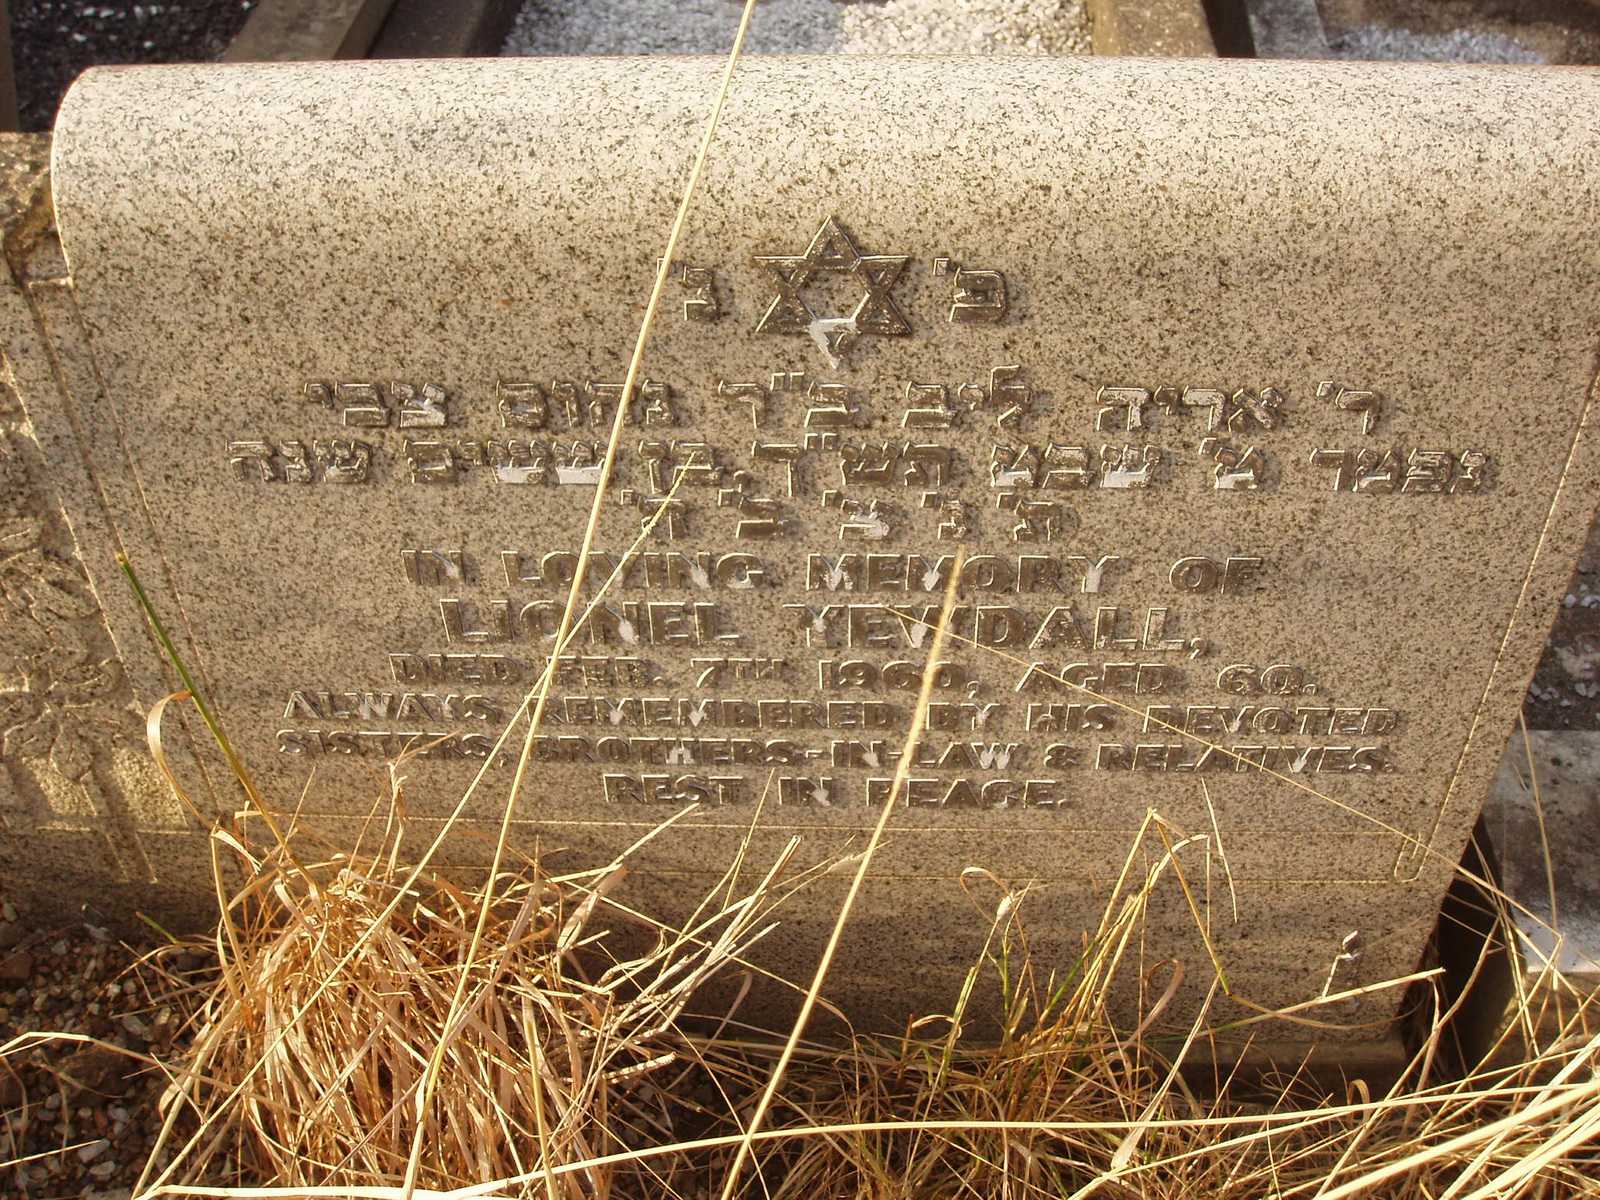 פ' נ'
ר' אריה ליב ב"ר נחום צבי
נפטר ט' שבט תש"ך, בן ששים שנה
ת' נ' צ' ב' ה'
IN LOVING MEMORY OF
LIONEL YEWDALL,
DIED FEB. 7TH 1960, AGED 60.
ALWAYS REMEMBERED BY HIS DEVOTED
SISTERS, BROTHERS-IN-LAW & RELATIVES.
REST IN PEACE.